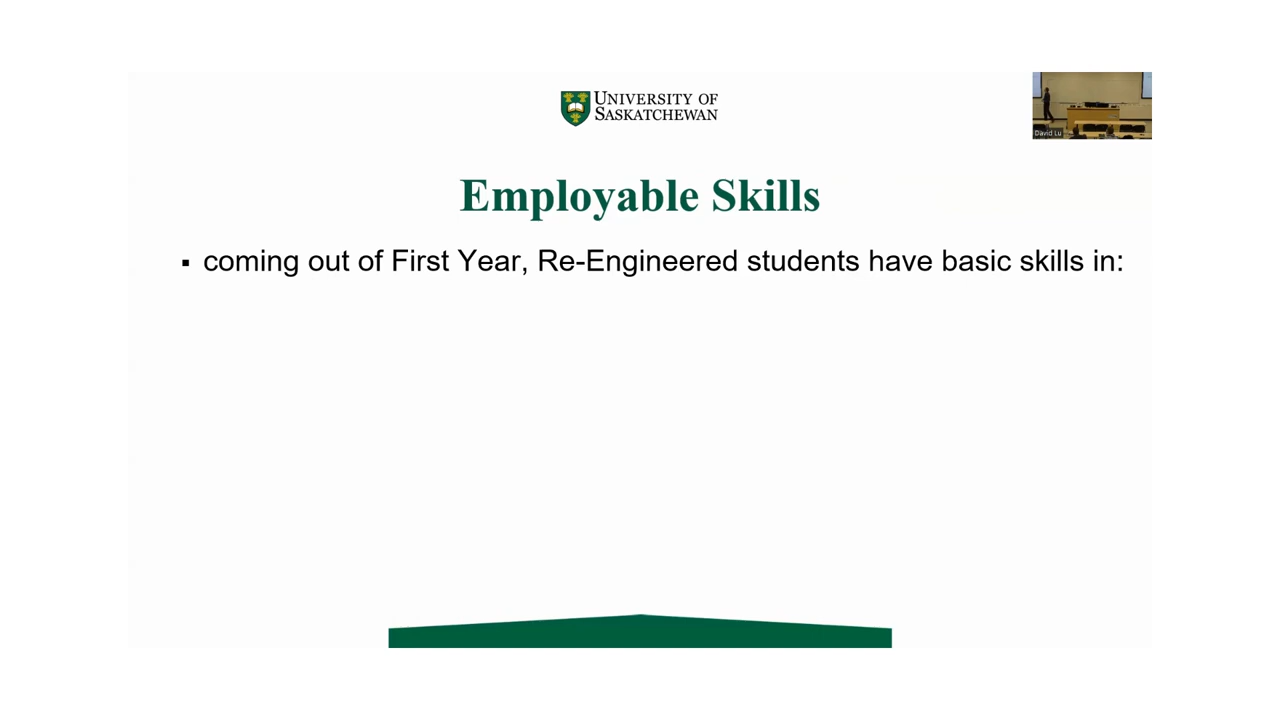 UNIVERSITY OF
SASKATCHEWAN
David Lu
Employable Skills
▪ coming out of First Year, Re-Engineered students have basic skills in: